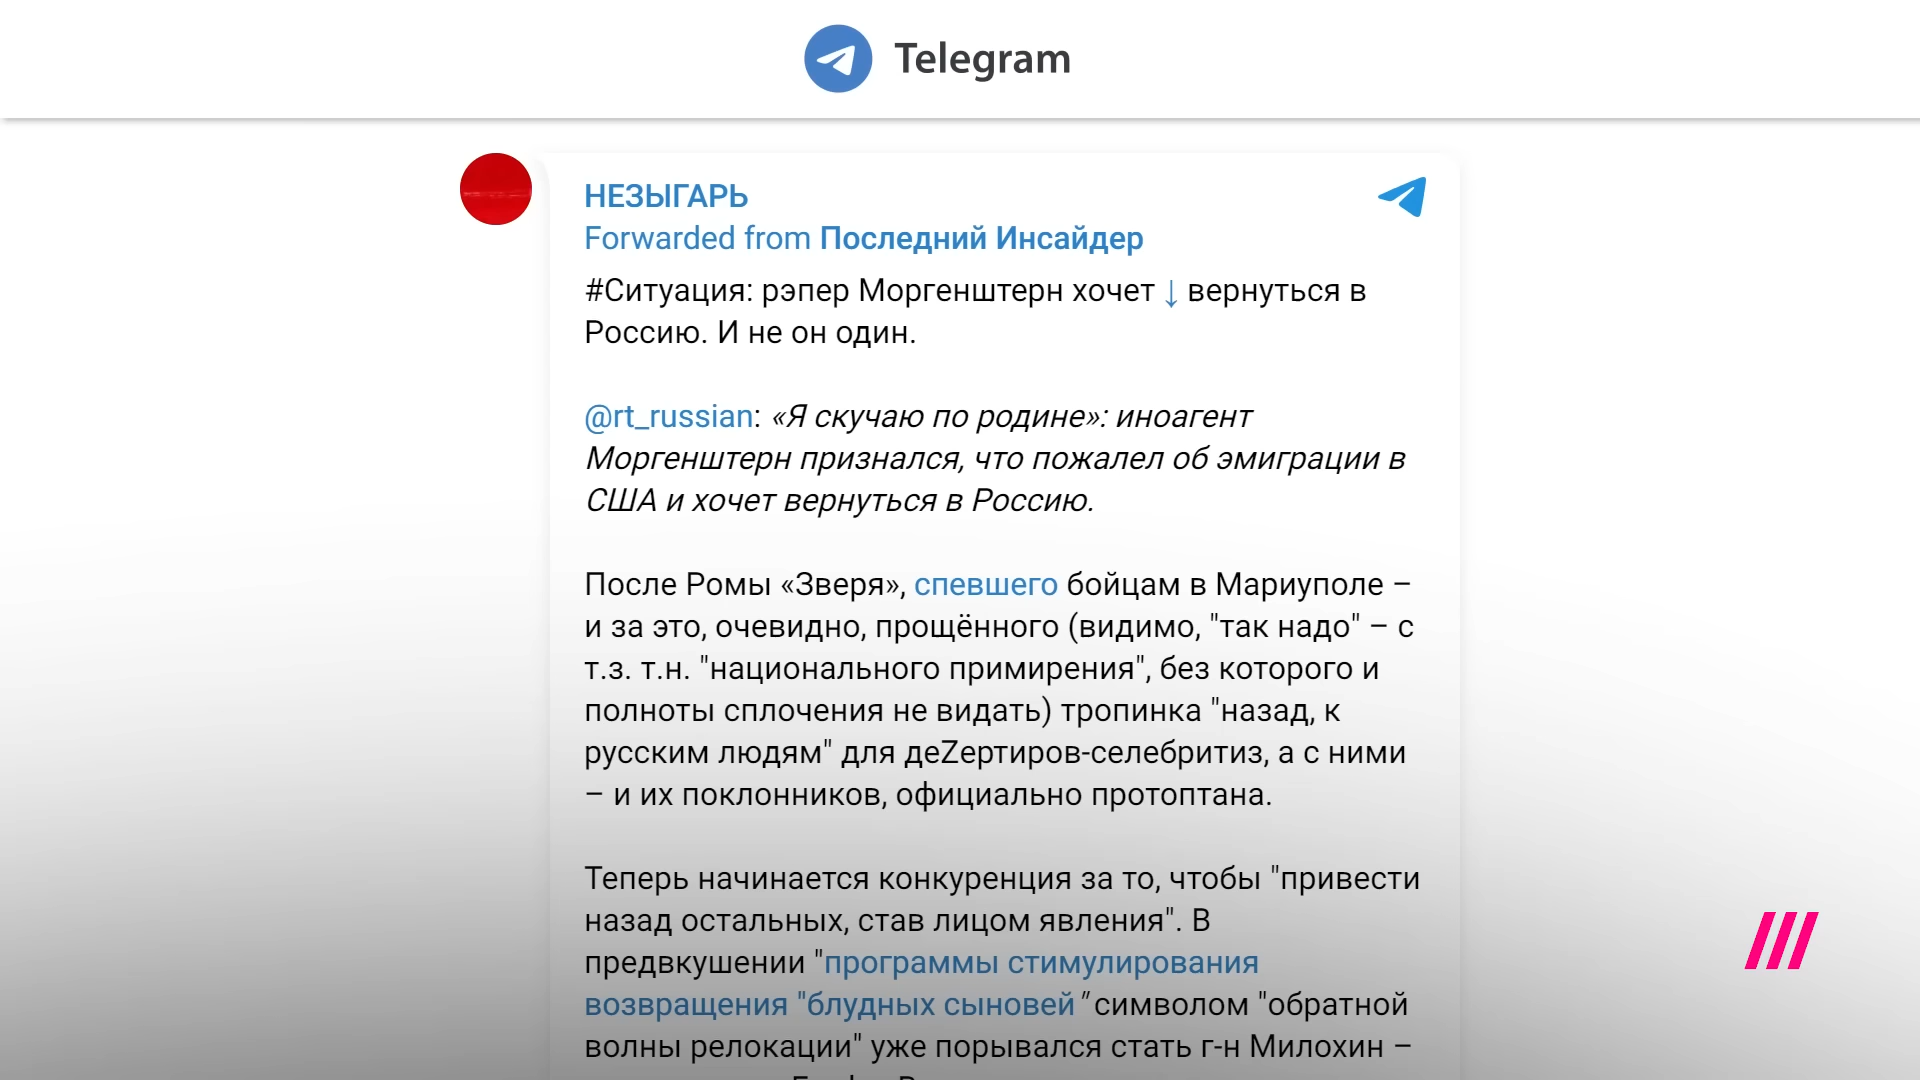 Telegram
НЕЗЫГАРЬ
Forwarded from Последний Инсайдер
#Ситуация: рэпер Моргенштерн хочет ↓ вернуться в
Россию. И не он один.
@rt_russian: «Я скучаю по родине»: иноагент
Моргенштерн признался, что пожалел об эмиграции в
США и хочет вернуться в Россию.
После Ромы «Зверя», спевшего бойцам в Мариуполе –
и за это, очевидно, прощённого (видимо, "так надо" – с
т.з. т.н. "национального примирения", без которого и
полноты сплочения не видать) тропинка "назад, к
русским людям" для деZертиров-селебритиз, а с ними
– и их поклонников, официально протоптана.
Теперь начинается конкуренция за то, чтобы "привести
назад остальных, став лицом явления". В
предвкушении "программы стимулирования
возвращения "блудных сыновей" символом "обратной
волны релокации" уже порывался стать г-н Милохин –